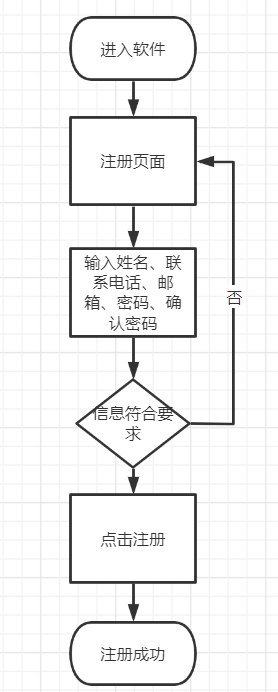 进入软件
注册页面
输入姓名、联
系电话、邮
箱、密码、确
认密码
否
信息符合要
求
点击注册
注册成功